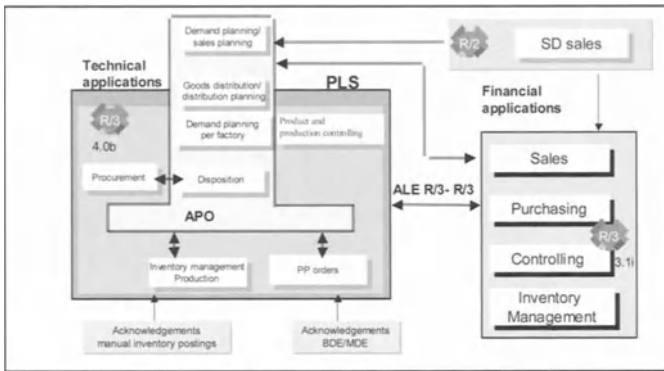 Demand planning/
sales planning
R/2
SD sales
Technical
applications
PLS
Goods distribution/
distribution planning
Financial
applications
R/3
4.0b
Demand planning
per factory
Product and
production controlling
Sales
Procurement
Disposition
ALE R/3- R/3
Purchasing
APO
R/3
3.1i
Controlling
Inventory management
Production
PP orders
Inventory
Management
Acknowledgements
manual inventory postings
Acknowledgements
BDE/MDE